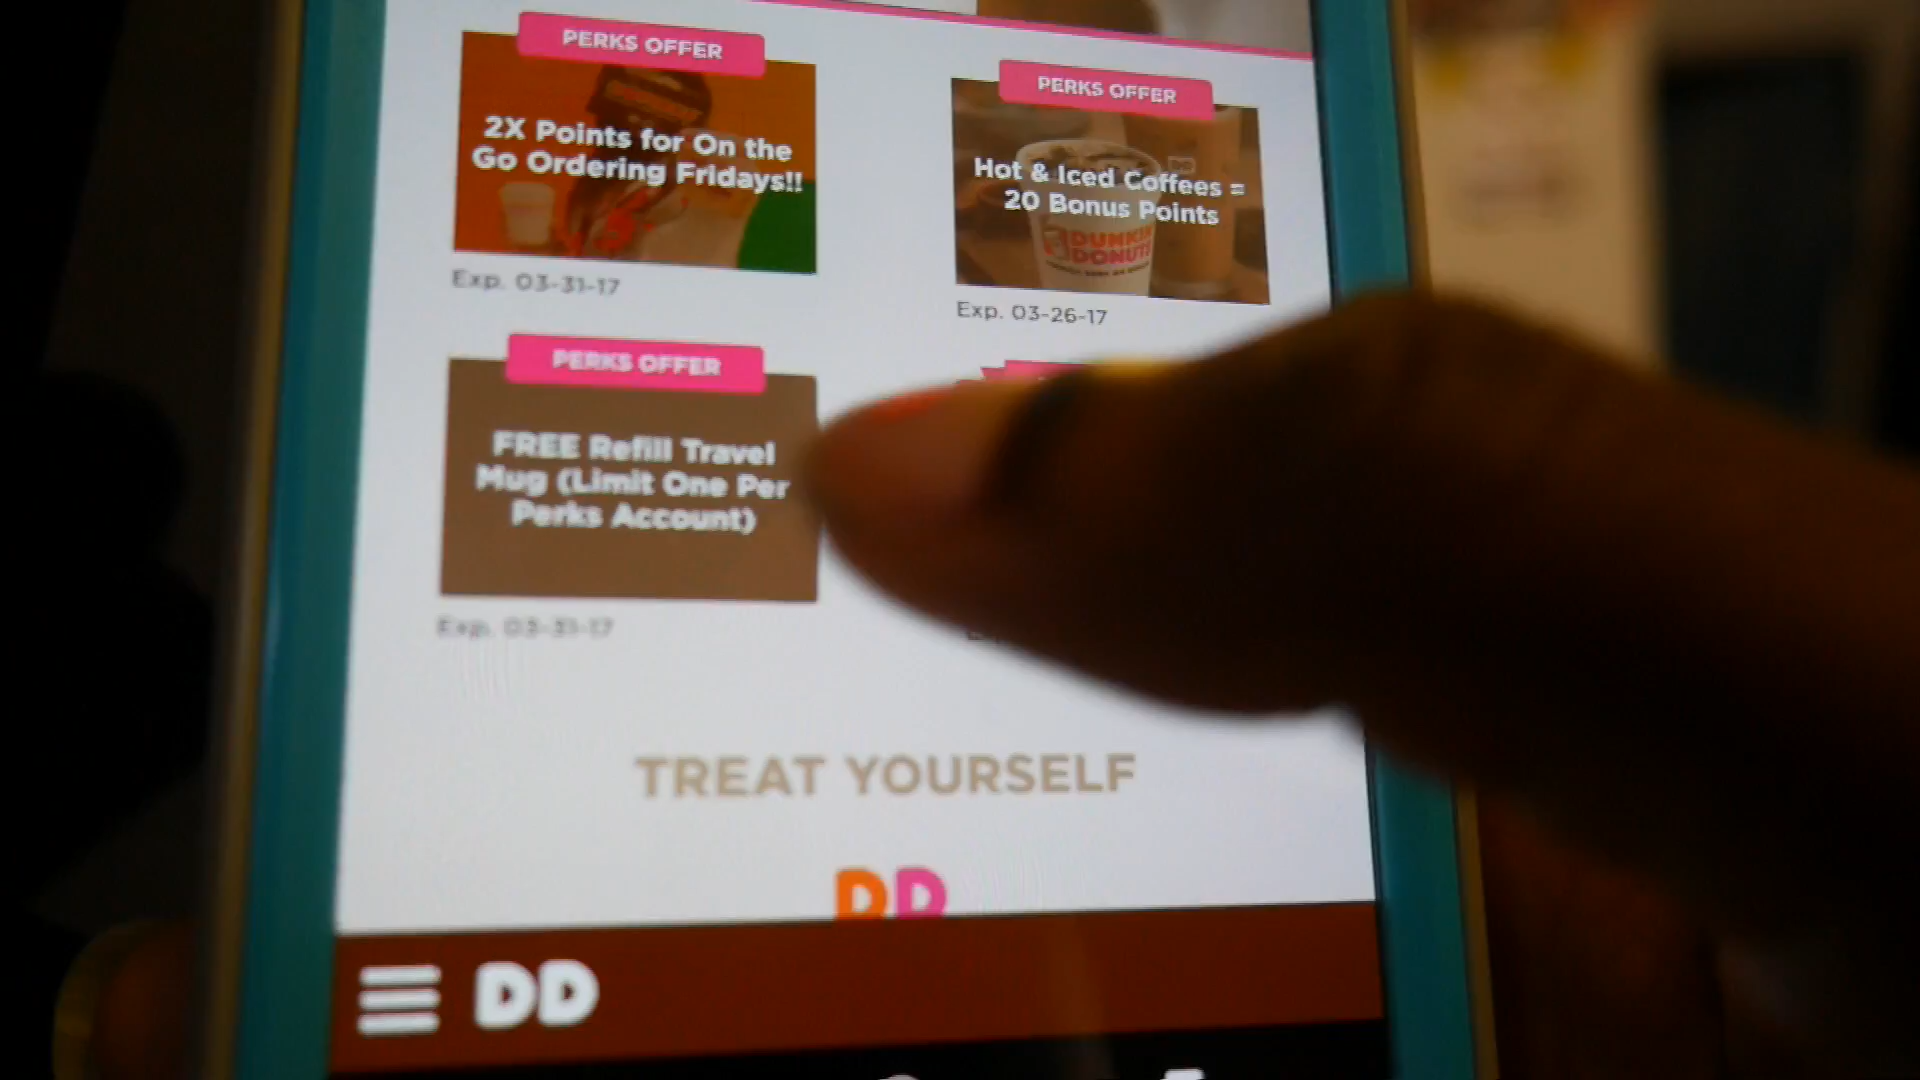 PERKS OFFER
2X Points for On the
Go Ordering Fridays!!
Exp. 03-31-17
PERKS OFFER
Hot & Iced Coffees =
20 Bonus Points
DUNKIN'
DONUTS
Exp. 03-26-17
PERKS OFFER
FREE Refill Travel
Mug (Limit One Per
Perks Account)
Exp. 03-31-17
TREAT YOURSELF
DD
DD